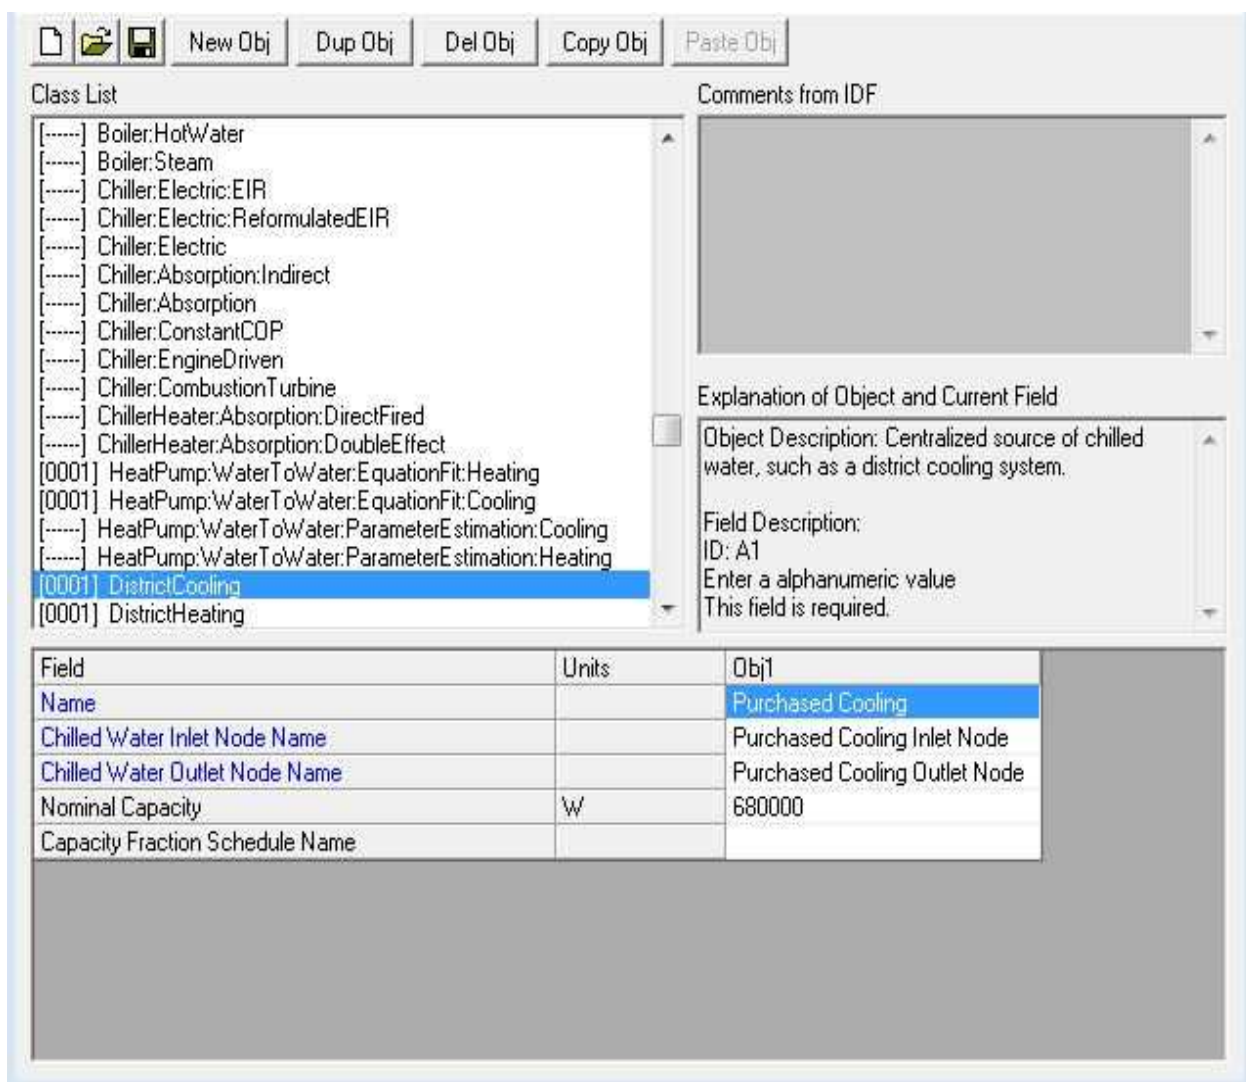 New Obj Dup Obj Del Obj Copy Obj Paste Obj
Class List
[-----] Boiler:HotWater
[-----] Boiler:Steam
[-----] Chiller:Electric:EIR
[-----] Chiller:Electric:ReformulatedEIR
[-----] Chiller:Electric
[-----] Chiller:Absorption:Indirect
[-----] Chiller:Absorption
[-----] Chiller:ConstantCOP
[-----] Chiller:EngineDriven
[-----] Chiller:CombustionTurbine
[-----] ChillerHeater:Absorption:DirectFired
[-----] ChillerHeater:Absorption:DoubleEffect
[0001] HeatPump:WaterToWater:EquationFit:Heating
[0001] HeatPump:WaterToWater:EquationFit:Cooling
[-----] HeatPump:WaterToWater:ParameterEstimation:Cooling
[-----] HeatPump:WaterToWater:ParameterEstimation:Heating
[0001] DistrictCooling
[0001] DistrictHeating
Comments from IDF
Explanation of Object and Current Field
Object Description: Centralized source of chilled
water, such as a district cooling system.
Field Description:
ID: A1
Enter a alphanumeric value
This field is required.
Field Units Obj1
Name Purchased Cooling
Chilled Water Inlet Node Name Purchased Cooling Inlet Node
Chilled Water Outlet Node Name Purchased Cooling Outlet Node
Nominal Capacity W 680000
Capacity Fraction Schedule Name